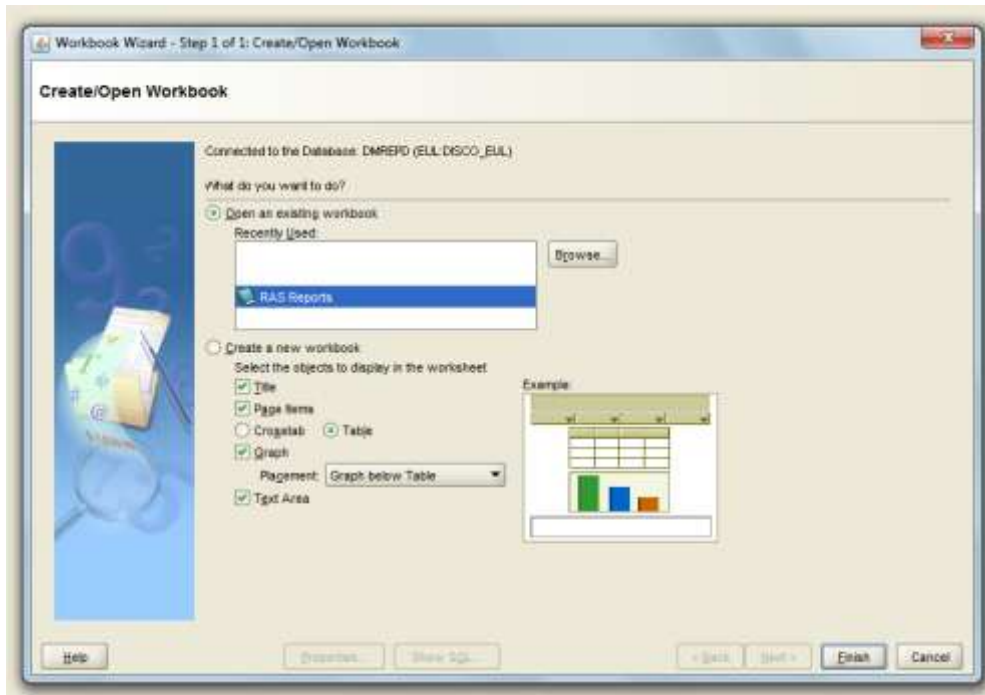 Workbook Wizard - Step 1 of 1: Create/Open Workbook
Create/Open Workbook
Connected to the Database: DMREPD (EUL:DISCO_EUL)
What do you want to do?
Open an existing workbook
Recently Used:
Browse...
RAS Reports
Create a new workbook
Select the objects to display in the worksheet
Title
Example:
Page Items
Crosstab Table
Graph
Placement: Graph below Table
Text Area
Help Properties... Show SQL... < Back Next > Finish Cancel